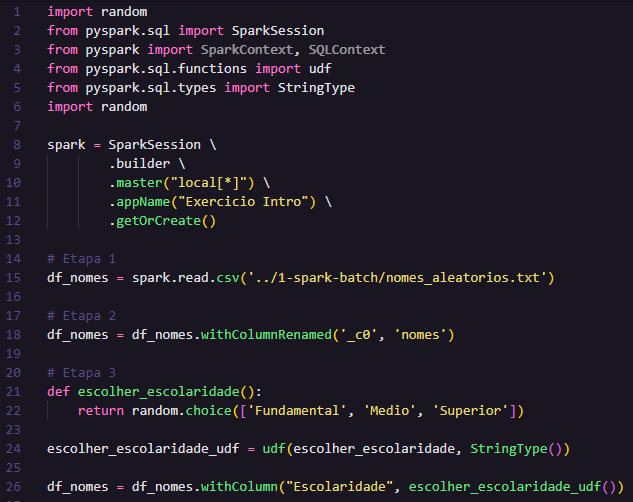 1 import random
2 from pyspark.sql import SparkSession
3 from pyspark import SparkContext, SQLContext
4 from pyspark.sql.functions import udf
5 from pyspark.sql.types import StringType
6 import random
7
8 spark = SparkSession \
9         .builder \
10         .master("local[*]") \
11         .appName("Exercicio Intro") \
12         .getOrCreate()
13
14 # Etapa 1
15 df_nomes = spark.read.csv('../1-spark-batch/nomes_aleatorios.txt')
16
17 # Etapa 2
18 df_nomes = df_nomes.withColumnRenamed('_c0', 'nomes')
19
20 # Etapa 3
21 def escolher_escolaridade():
22     return random.choice(['Fundamental', 'Medio', 'Superior'])
23
24 escolher_escolaridade_udf = udf(escolher_escolaridade, StringType())
25
26 df_nomes = df_nomes.withColumn("Escolaridade", escolher_escolaridade_udf())